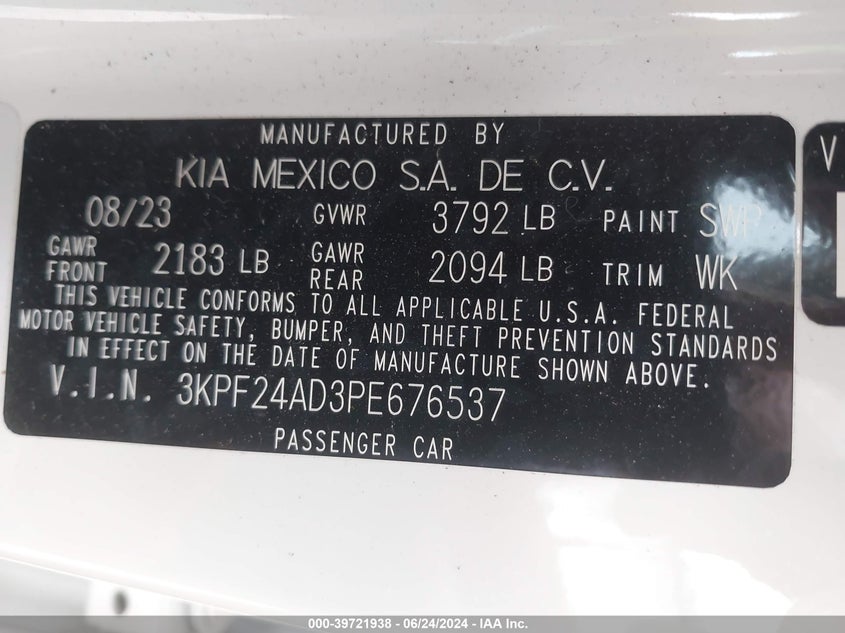 MANUFACTURED BY
KIA MEXICO S.A. DE C.V.
08/23 GVWR 3792 LB PAINT SWP
GAWR FRONT 2183 LB GAWR REAR 2094 LB TRIM WK
THIS VEHICLE CONFORMS TO ALL APPLICABLE U.S.A. FEDERAL
MOTOR VEHICLE SAFETY, BUMPER, AND THEFT PREVENTION STANDARDS
IN EFFECT ON THE DATE OF MANUFACTURE SHOWN ABOVE.
V.I.N. 3KPF24AD3PE676537
PASSENGER CAR
V
000-39721938 - 06/24/2024 - IAA Inc.